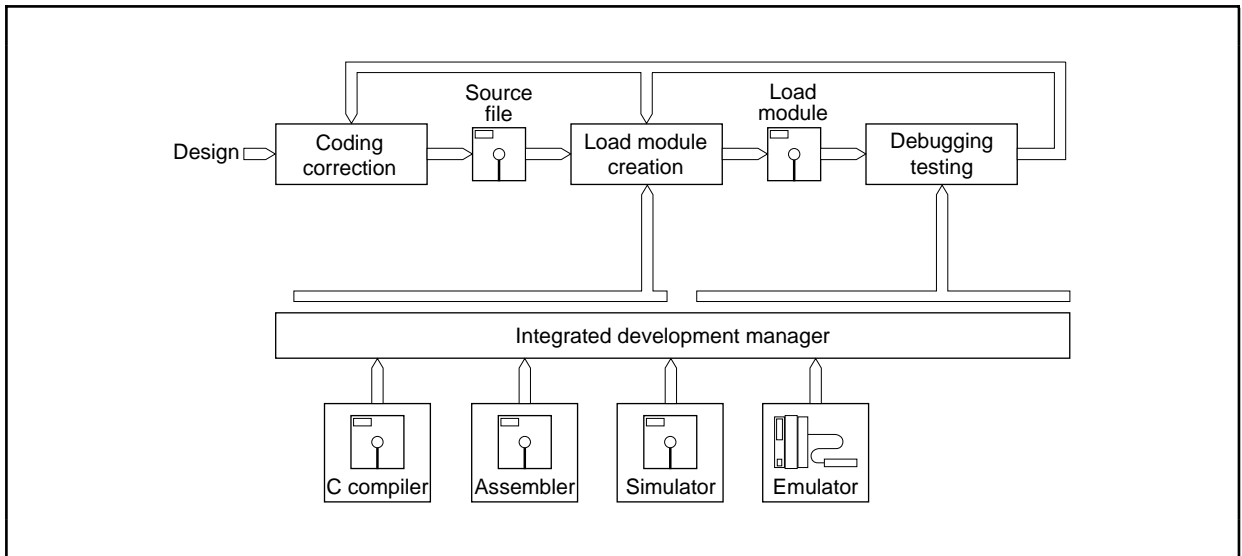 Source
file
Load
module
Design
Coding
correction
Load module
creation
Debugging
testing
Integrated development manager
C compiler
Assembler
Simulator
Emulator